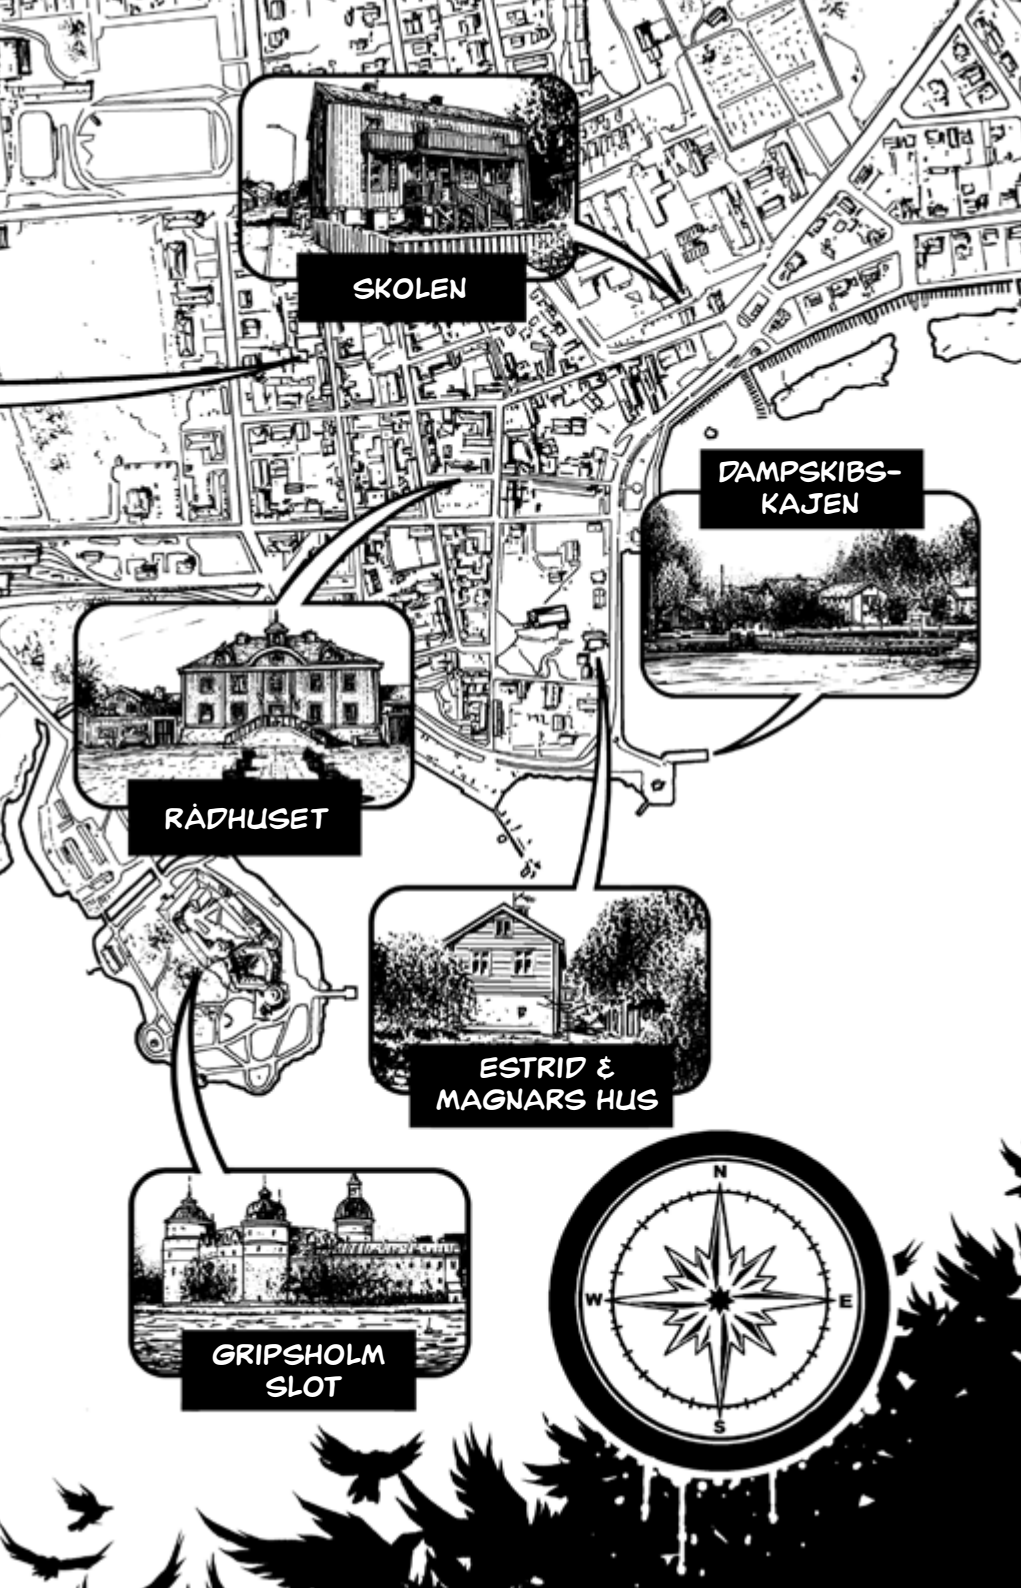 SKOLEN
DAMPSKIBS-
KAJEN
RÅDHUSET
ESTRID &
MAGNARS HUS
N
W
E
S
GRIPSHOLM
SLOT